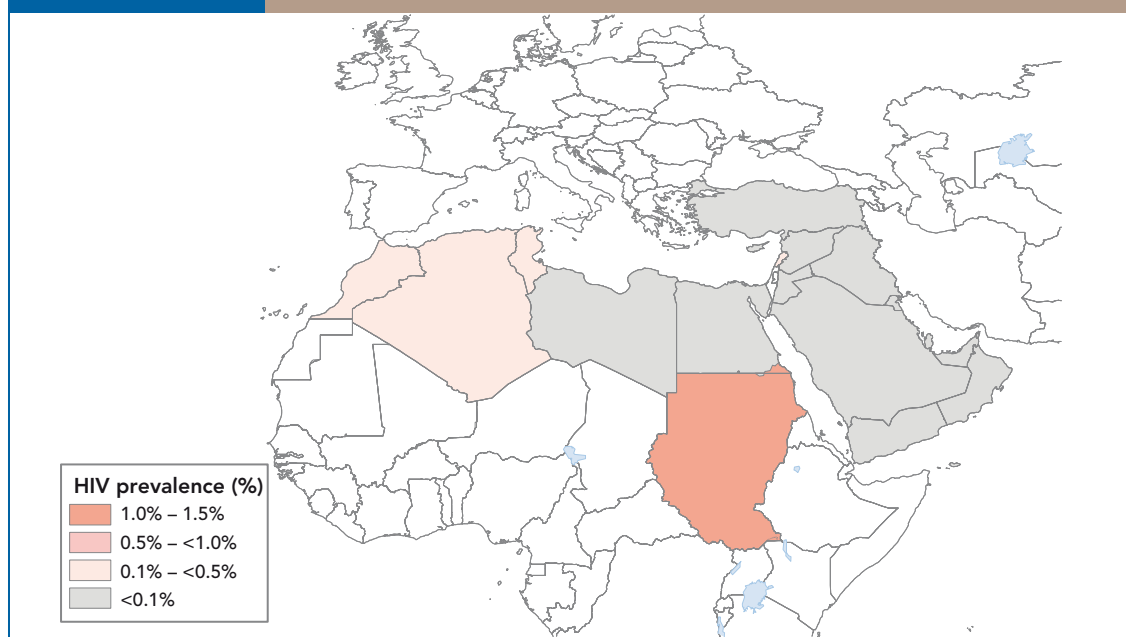 HIV prevalence (%)
1.0% – 1.5%
0.5% – <1.0%
0.1% – <0.5%
<0.1%